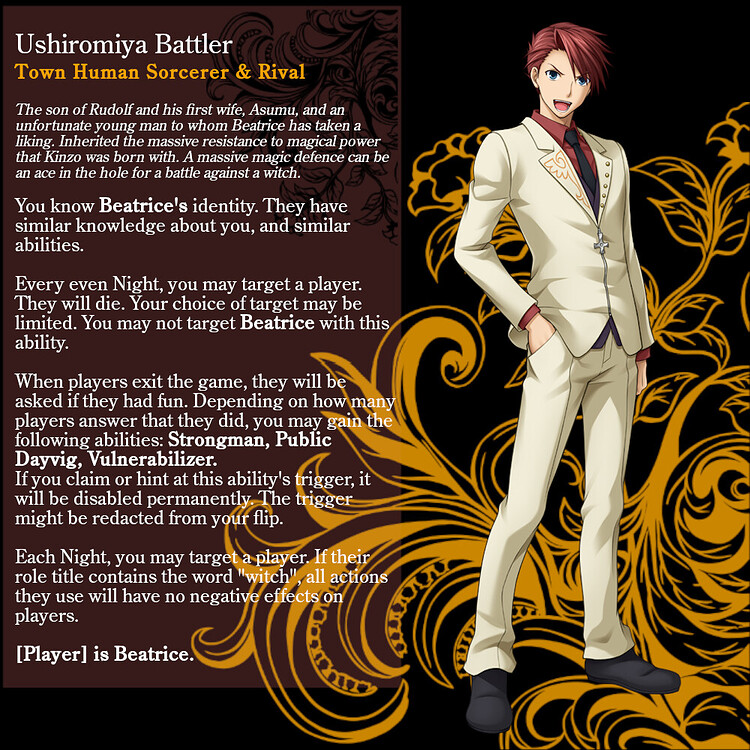 Ushiromiya Battler
Town Human Sorcerer & Rival
The son of Rudolf and his first wife, Asumu, and an
unfortunate young man to whom Beatrice has taken a
liking. Inherited the massive resistance to magical power
that Kinzo was born with. A massive magic defence can be
an ace in the hole for a battle against a witch.
You know Beatrice's identity. They have
similar knowledge about you, and similar
abilities.
Every even Night, you may target a player.
They will die. Your choice of target may be
limited. You may not target Beatrice with this
ability.
When players exit the game, they will be
asked if they had fun. Depending on how many
players answer that they did, you may gain the
following abilities: Strongman, Public
Dayvig, Vulnerabilizer.
If you claim or hint at this ability's trigger, it
will be disabled permanently. The trigger
might be redacted from your flip.
Each Night, you may target a player. If their
role title contains the word "witch", all actions
they use will have no negative effects on
players.
[Player] is Beatrice.